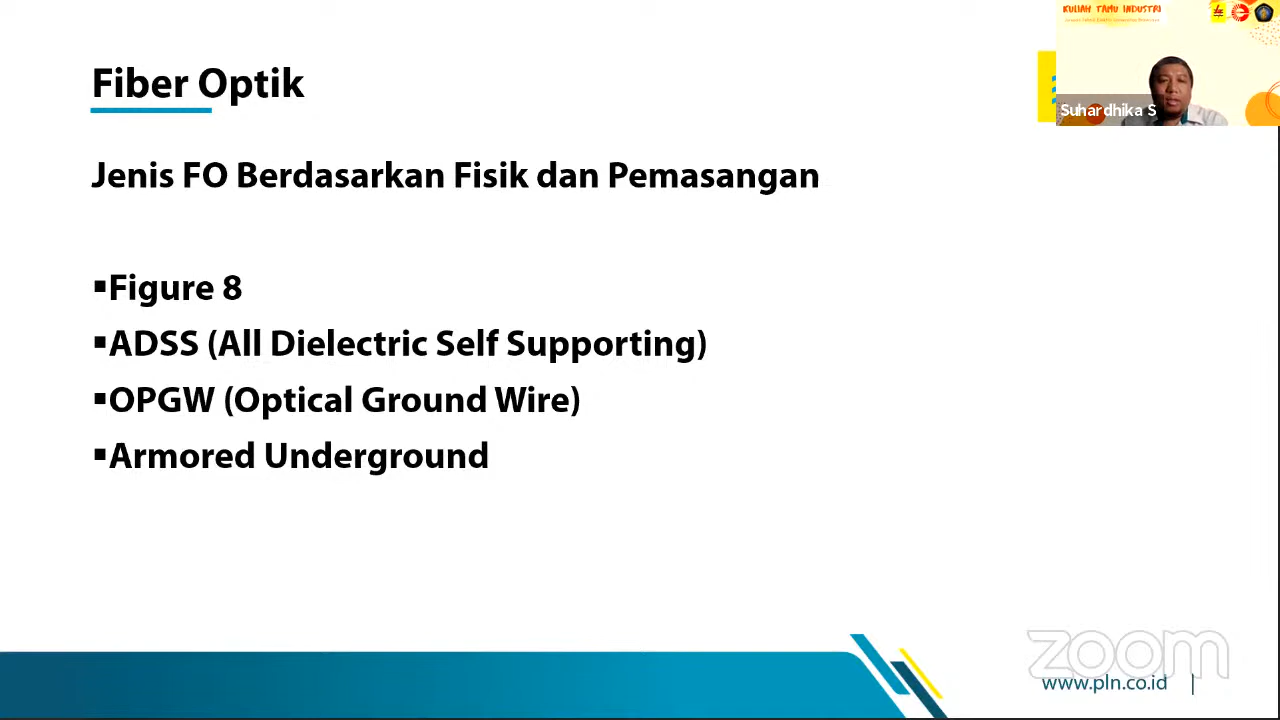 KULIAH TAMU INDUSTRI
Fiber Optik
Suhardhika S
Jenis FO Berdasarkan Fisik dan Pemasangan
▪Figure 8
▪ADSS (All Dielectric Self Supporting)
▪OPGW (Optical Ground Wire)
▪Armored Underground
zoom
www.pln.co.id |